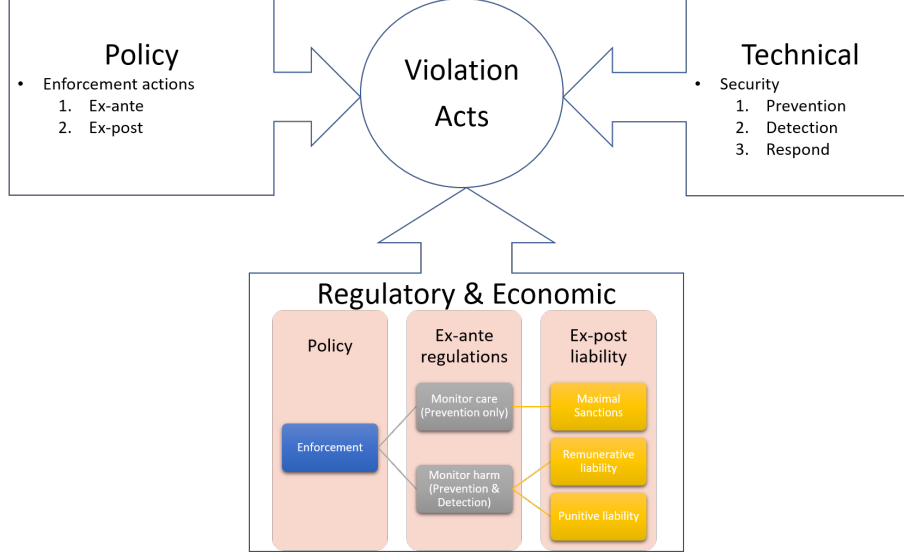 Policy
• Enforcement actions
1. Ex-ante
2. Ex-post
Violation
Acts
Technical
• Security
1. Prevention
2. Detection
3. Respond
Regulatory & Economic
Policy
Ex-ante
regulations
Ex-post
liability
Enforcement
Monitor care
(Prevention only)
Monitor harm
(Prevention &
Detection)
Maximal
Sanctions
Remunerative
liability
Punitive liability